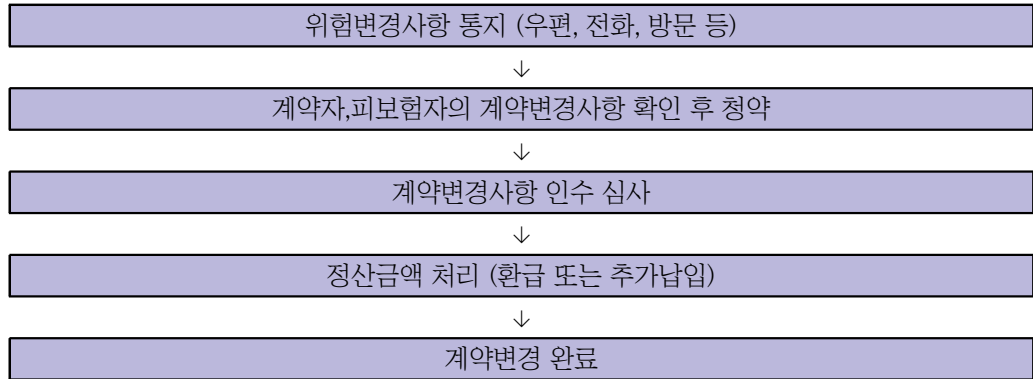 위험변경사항 통지 (우편, 전화, 방문 등)
↓
계약자,피보험자의 계약변경사항 확인 후 청약
↓
계약변경사항 인수 심사
↓
정산금액 처리 (환급 또는 추가납입)
↓
계약변경 완료